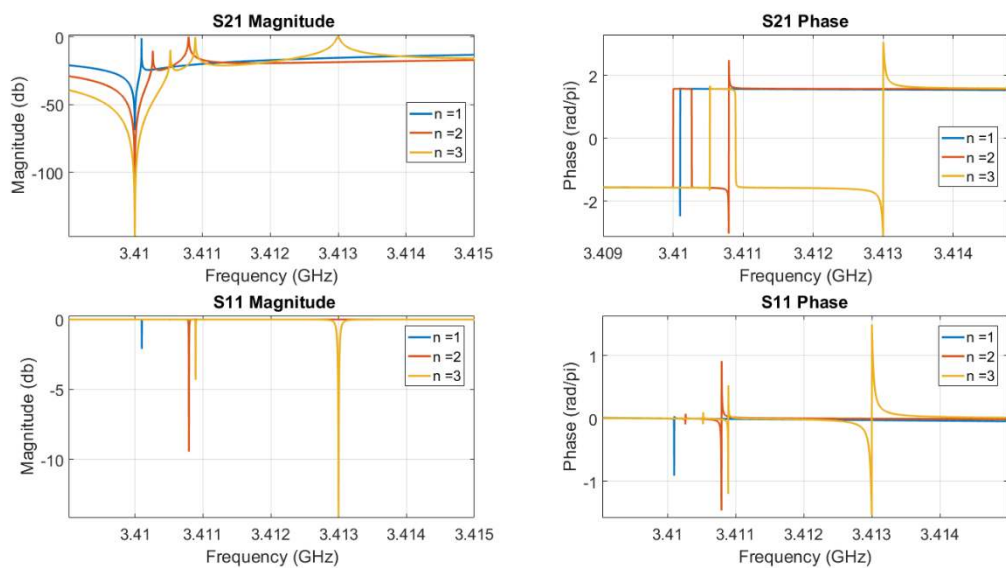 S21 Magnitude
Magnitude (db)
0
-50
-100
3.41
3.411
3.412
3.413
3.414
3.415
Frequency (GHz)
n =1
n =2
n =3
S21 Phase
Phase (rad/pi)
2
0
-2
3.409
3.41
3.411
3.412
3.413
3.414
Frequency (GHz)
n =1
n =2
n =3
S11 Magnitude
Magnitude (db)
0
-5
-10
3.41
3.411
3.412
3.413
3.414
3.415
Frequency (GHz)
n =1
n =2
n =3
S11 Phase
Phase (rad/pi)
1
0
-1
3.41
3.411
3.412
3.413
3.414
Frequency (GHz)
n =1
n =2
n =3